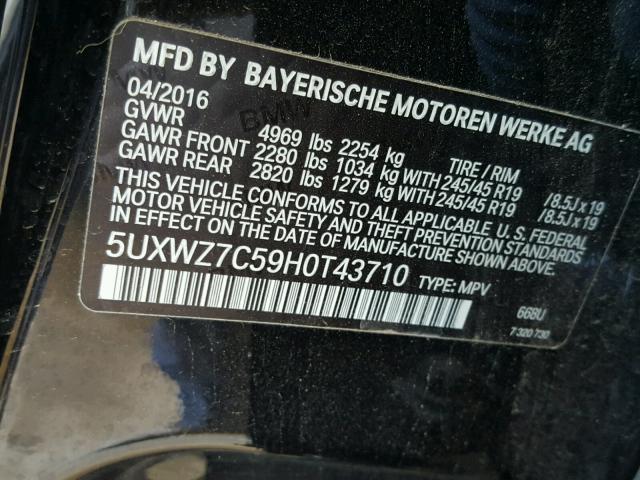 MFD BY BAYERISCHE MOTOREN WERKE AG
04/2016
GVWR 4969 lbs 2254 kg TIRE / RIM
GAWR FRONT 2280 lbs 1034 kg WITH 245/45 R19 /8.5J x 19
GAWR REAR 2820 lbs 1279 kg WITH 245/45 R19 /8.5J x 19
THIS VEHICLE CONFORMS TO ALL APPLICABLE U.S. FEDERAL
MOTOR VEHICLE SAFETY AND THEFT PREVENTION STANDARDS
IN EFFECT ON THE DATE OF MANUFACTURE SHOWN ABOVE.
5UXWZ7C59H0T43710 TYPE: MPV
668U
7 320 730
BMW